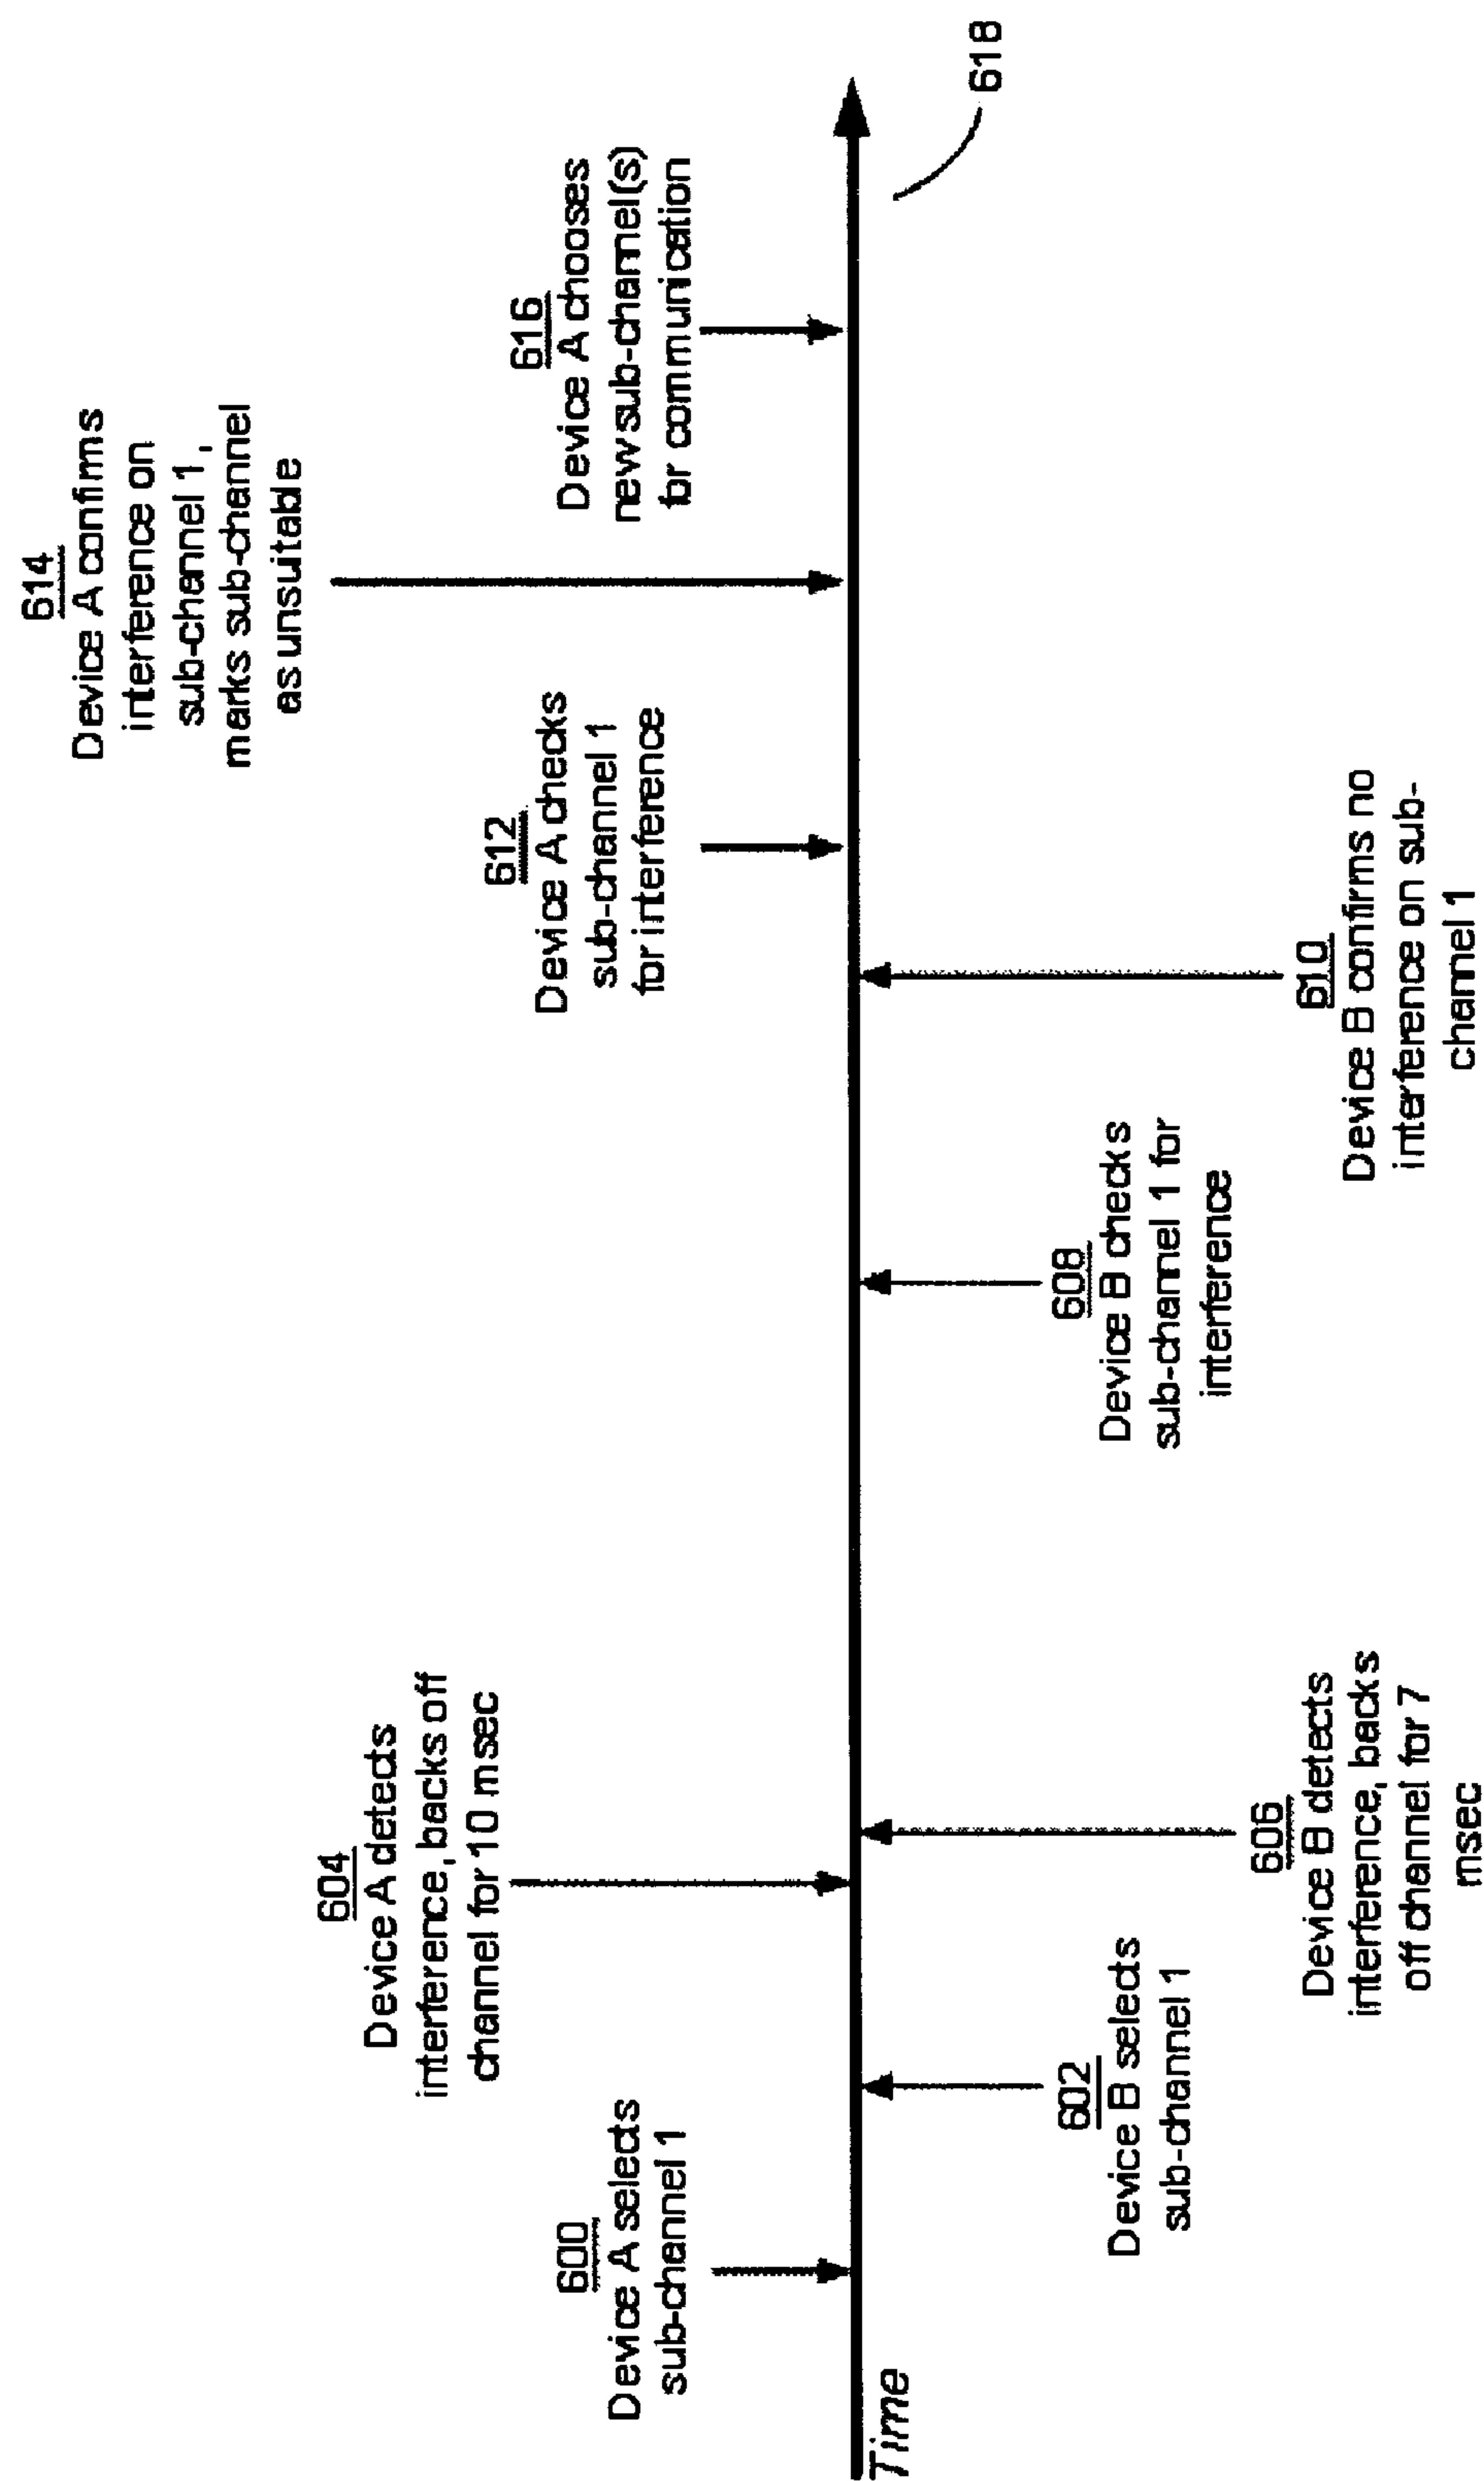 600
Device A selects
sub-channel 1
602
Device B selects
sub-channel 1
604
Device A detects
interference, backs off
channel for 10 msec
606
Device B detects
interference, backs
off channel for 7
msec
608
Device B checks
sub-channel 1 for
interference
610
Device B confirms no
interference on sub-
channel 1
612
Device A checks
sub-channel 1
for interference
614
Device A confirms
interference on
sub-channel 1,
marks sub-channel
as unsuitable
616
Device A chooses
new sub-channel(s)
for communication
Time
618